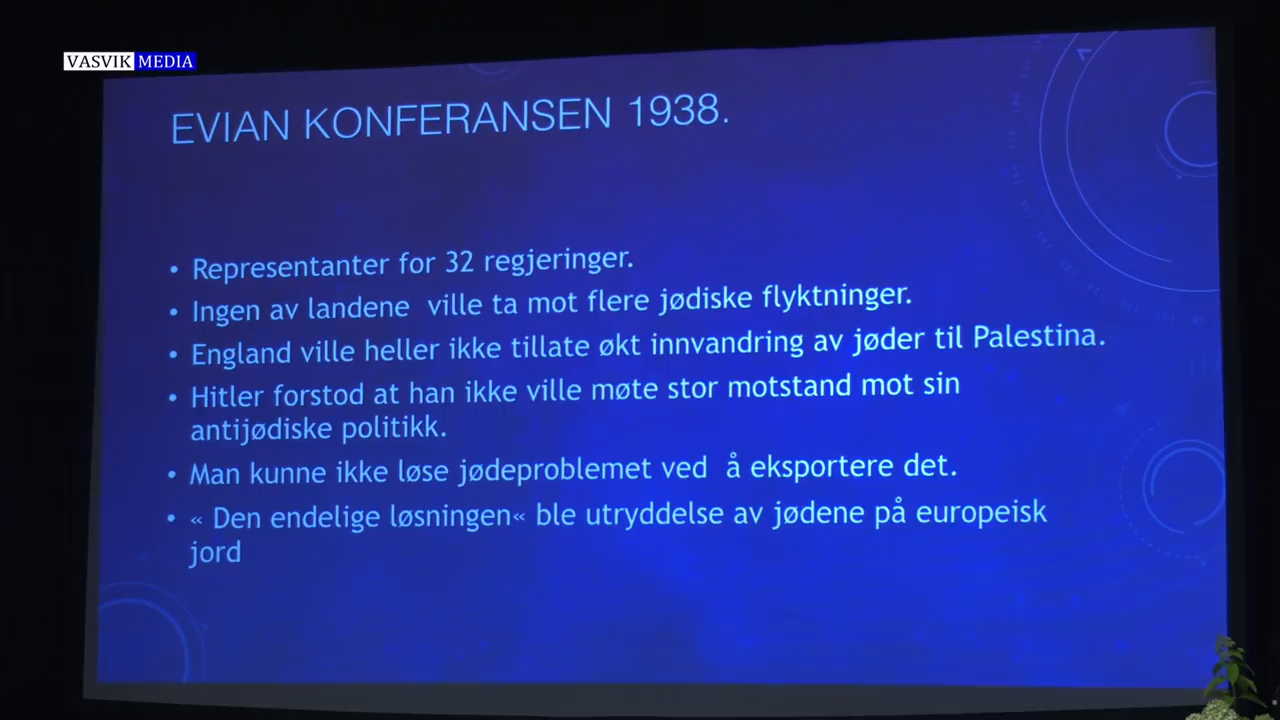 VASVIK MEDIA
EVIAN KONFERANSEN 1938.
• Representanter for 32 regjeringer.
• Ingen av landene ville ta mot flere jødiske flyktninger.
• England ville heller ikke tillate økt innvandring av jøder til Palestina.
• Hitler forstod at han ikke ville møte stor motstand mot sin
antijødiske politikk.
• Man kunne ikke løse jødeproblemet ved å eksportere det.
• « Den endelige løsningen« ble utryddelse av jødene på europeisk
jord